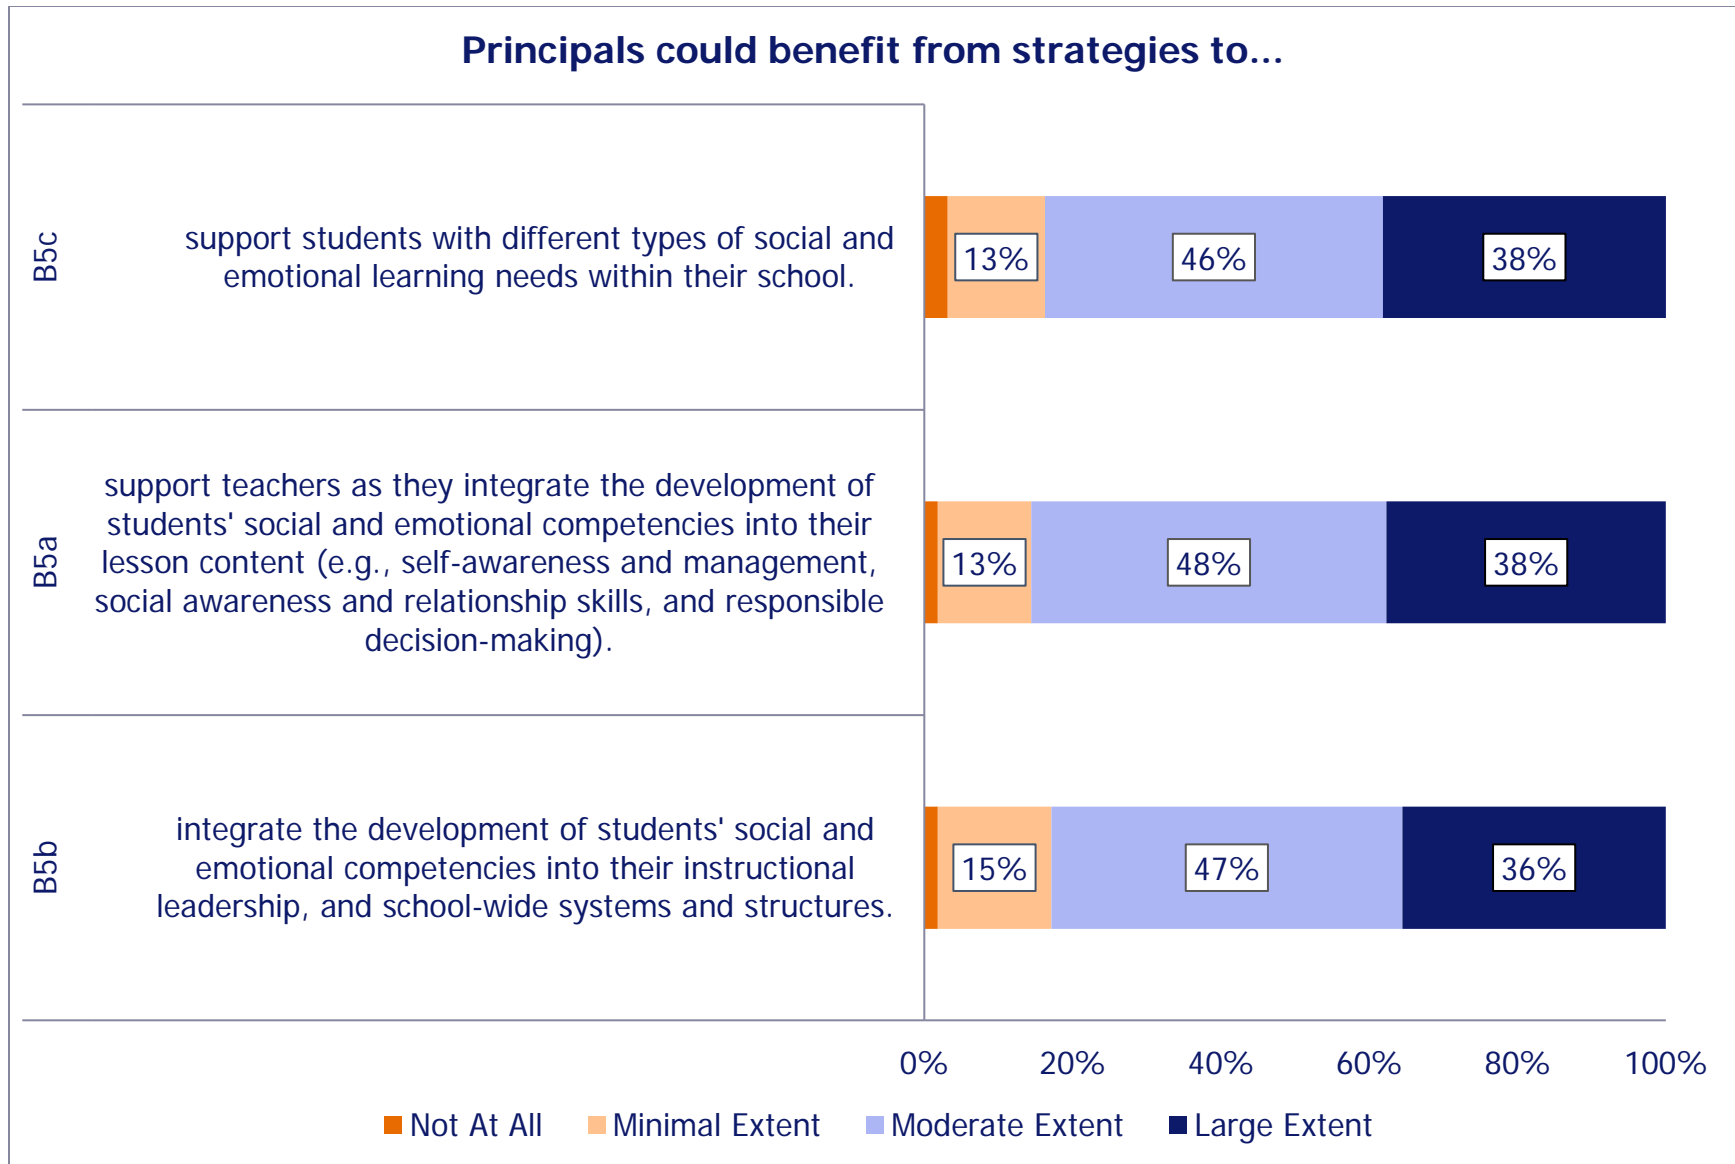 Principals could benefit from strategies to...
B5c
support students with different types of social and
emotional learning needs within their school.
13%
46%
38%
B5a
support teachers as they integrate the development of
students' social and emotional competencies into their
lesson content (e.g., self-awareness and management,
social awareness and relationship skills, and responsible
decision-making).
13%
48%
38%
B5b
integrate the development of students' social and
emotional competencies into their instructional
leadership, and school-wide systems and structures.
15%
47%
36%
0% 20% 40% 60% 80% 100%
Not At All Minimal Extent Moderate Extent Large Extent